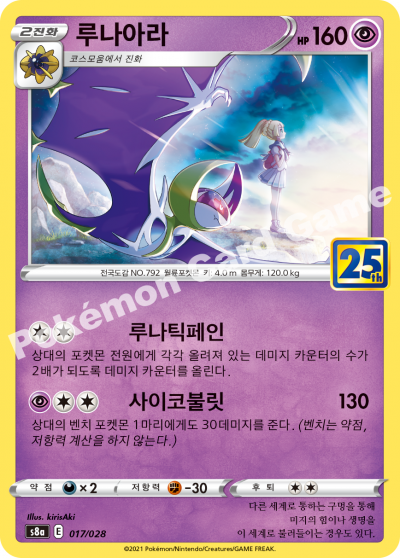 2진화 루나아라 HP 160
코스모움에서 진화
전국도감 NO.792 월륜포켓몬 키 4.0 m 몸무게: 120.0 kg
25th
Pokémon Card Game
루나틱페인
상대의 포켓몬 전원에게 각각 올려져 있는 데미지 카운터의 수가
2배가 되도록 데미지 카운터를 올린다.
사이코불릿 130
상대의 벤치 포켓몬 1마리에게도 30데미지를 준다. (벤치는 약점,
저항력 계산을 하지 않는다.)
약점 ×2 저항력 -30 후퇴
Illus. kirisAki
s8a E 017/028
다른 세계로 통하는 구멍을 통해
미지의 힘이나 생명을
이 세계로 불러들이는 경우도 있다.
©2021 Pokémon/Nintendo/Creatures/GAME FREAK.